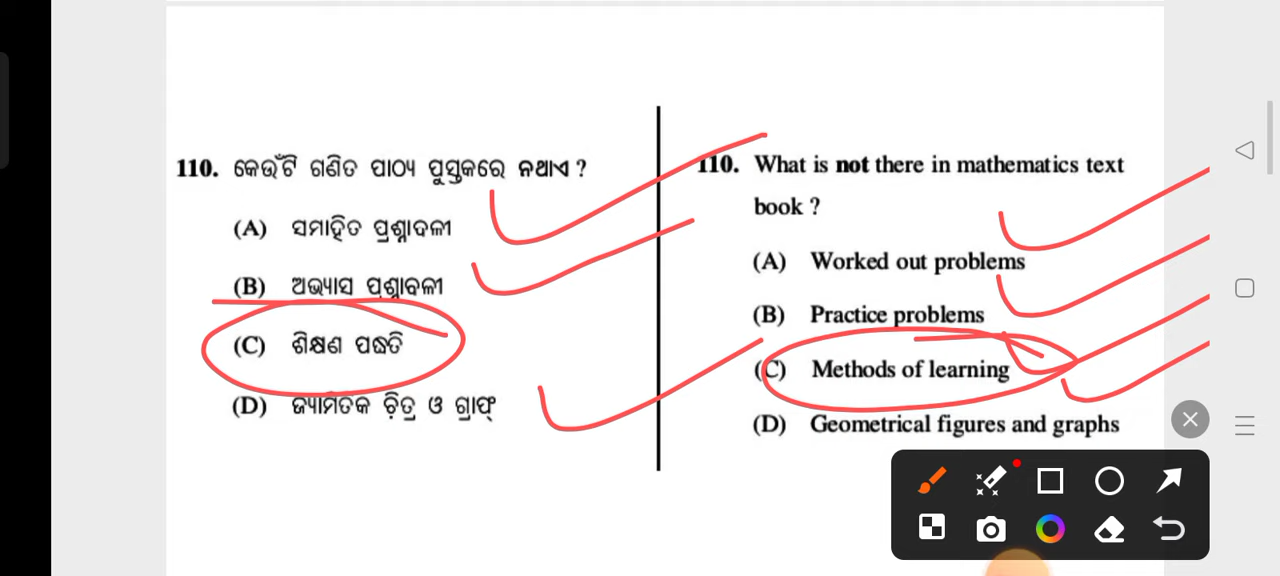 110. କେଉଁଟି ଗଣିତ ପାଠ୍ୟ ପୁସ୍ତକରେ ନଥାଏ ?
(A) ସମାହିତ ପ୍ରଶ୍ନାବଳୀ
(B) ଅଭ୍ୟାସ ପ୍ରଶ୍ନାବଳୀ
(C) ଶିକ୍ଷଣ ପଦ୍ଧତି
(D) ଜ୍ୟାମିତିକ ଚିତ୍ର ଓ ଗ୍ରାଫ୍
110. What is not there in mathematics text
book ?
(A) Worked out problems
(B) Practice problems
(C) Methods of learning
(D) Geometrical figures and graphs